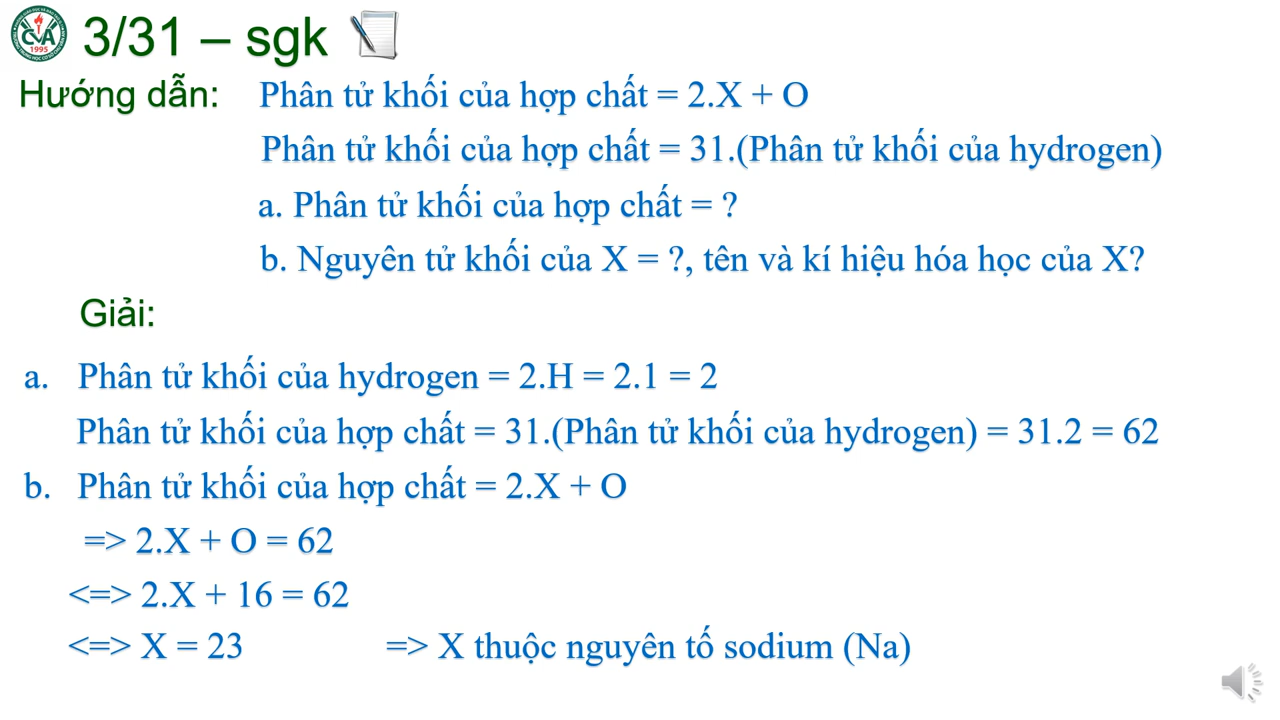 CVA
1995
3/31 – sgk
Hướng dẫn: Phân tử khối của hợp chất = 2.X + O
Phân tử khối của hợp chất = 31.(Phân tử khối của hydrogen)
a. Phân tử khối của hợp chất = ?
b. Nguyên tử khối của X = ?, tên và kí hiệu hóa học của X?
Giải:
a. Phân tử khối của hydrogen = 2.H = 2.1 = 2
Phân tử khối của hợp chất = 31.(Phân tử khối của hydrogen) = 31.2 = 62
b. Phân tử khối của hợp chất = 2.X + O
=> 2.X + O = 62
<=> 2.X + 16 = 62
<=> X = 23 => X thuộc nguyên tố sodium (Na)